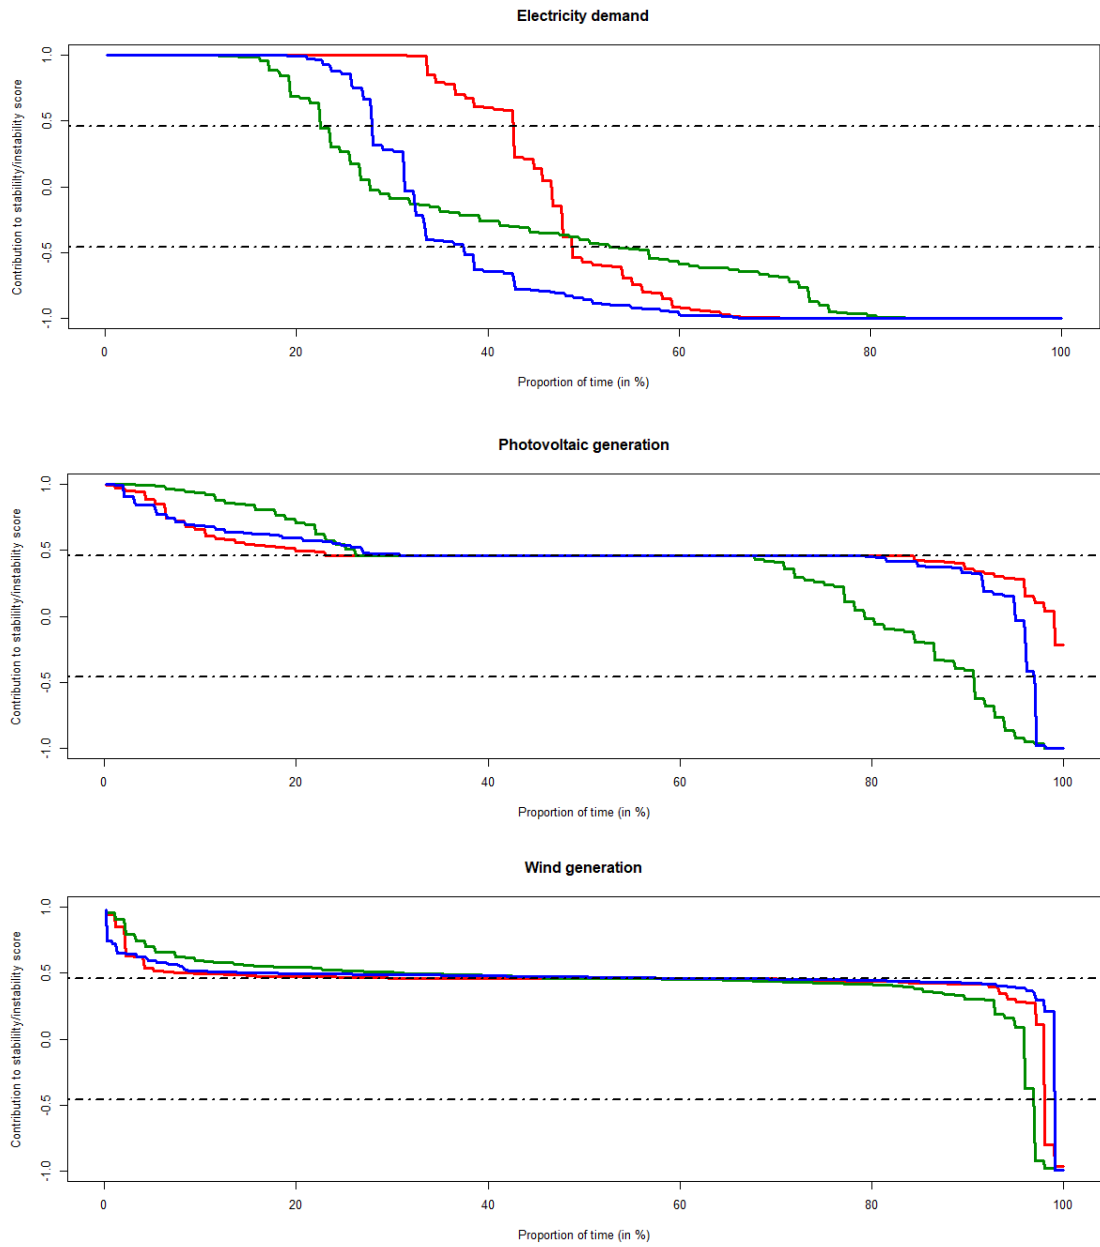 Electricity demand
Contribution to stability/instability score
1.0
0.5
0.0
-0.5
-1.0
0 20 40 60 80 100
Proportion of time (in %)
Photovoltaic generation
Contribution to stability/instability score
1.0
0.5
0.0
-0.5
-1.0
0 20 40 60 80 100
Proportion of time (in %)
Wind generation
Contribution to stability/instability score
1.0
0.5
0.0
-0.5
-1.0
0 20 40 60 80 100
Proportion of time (in %)